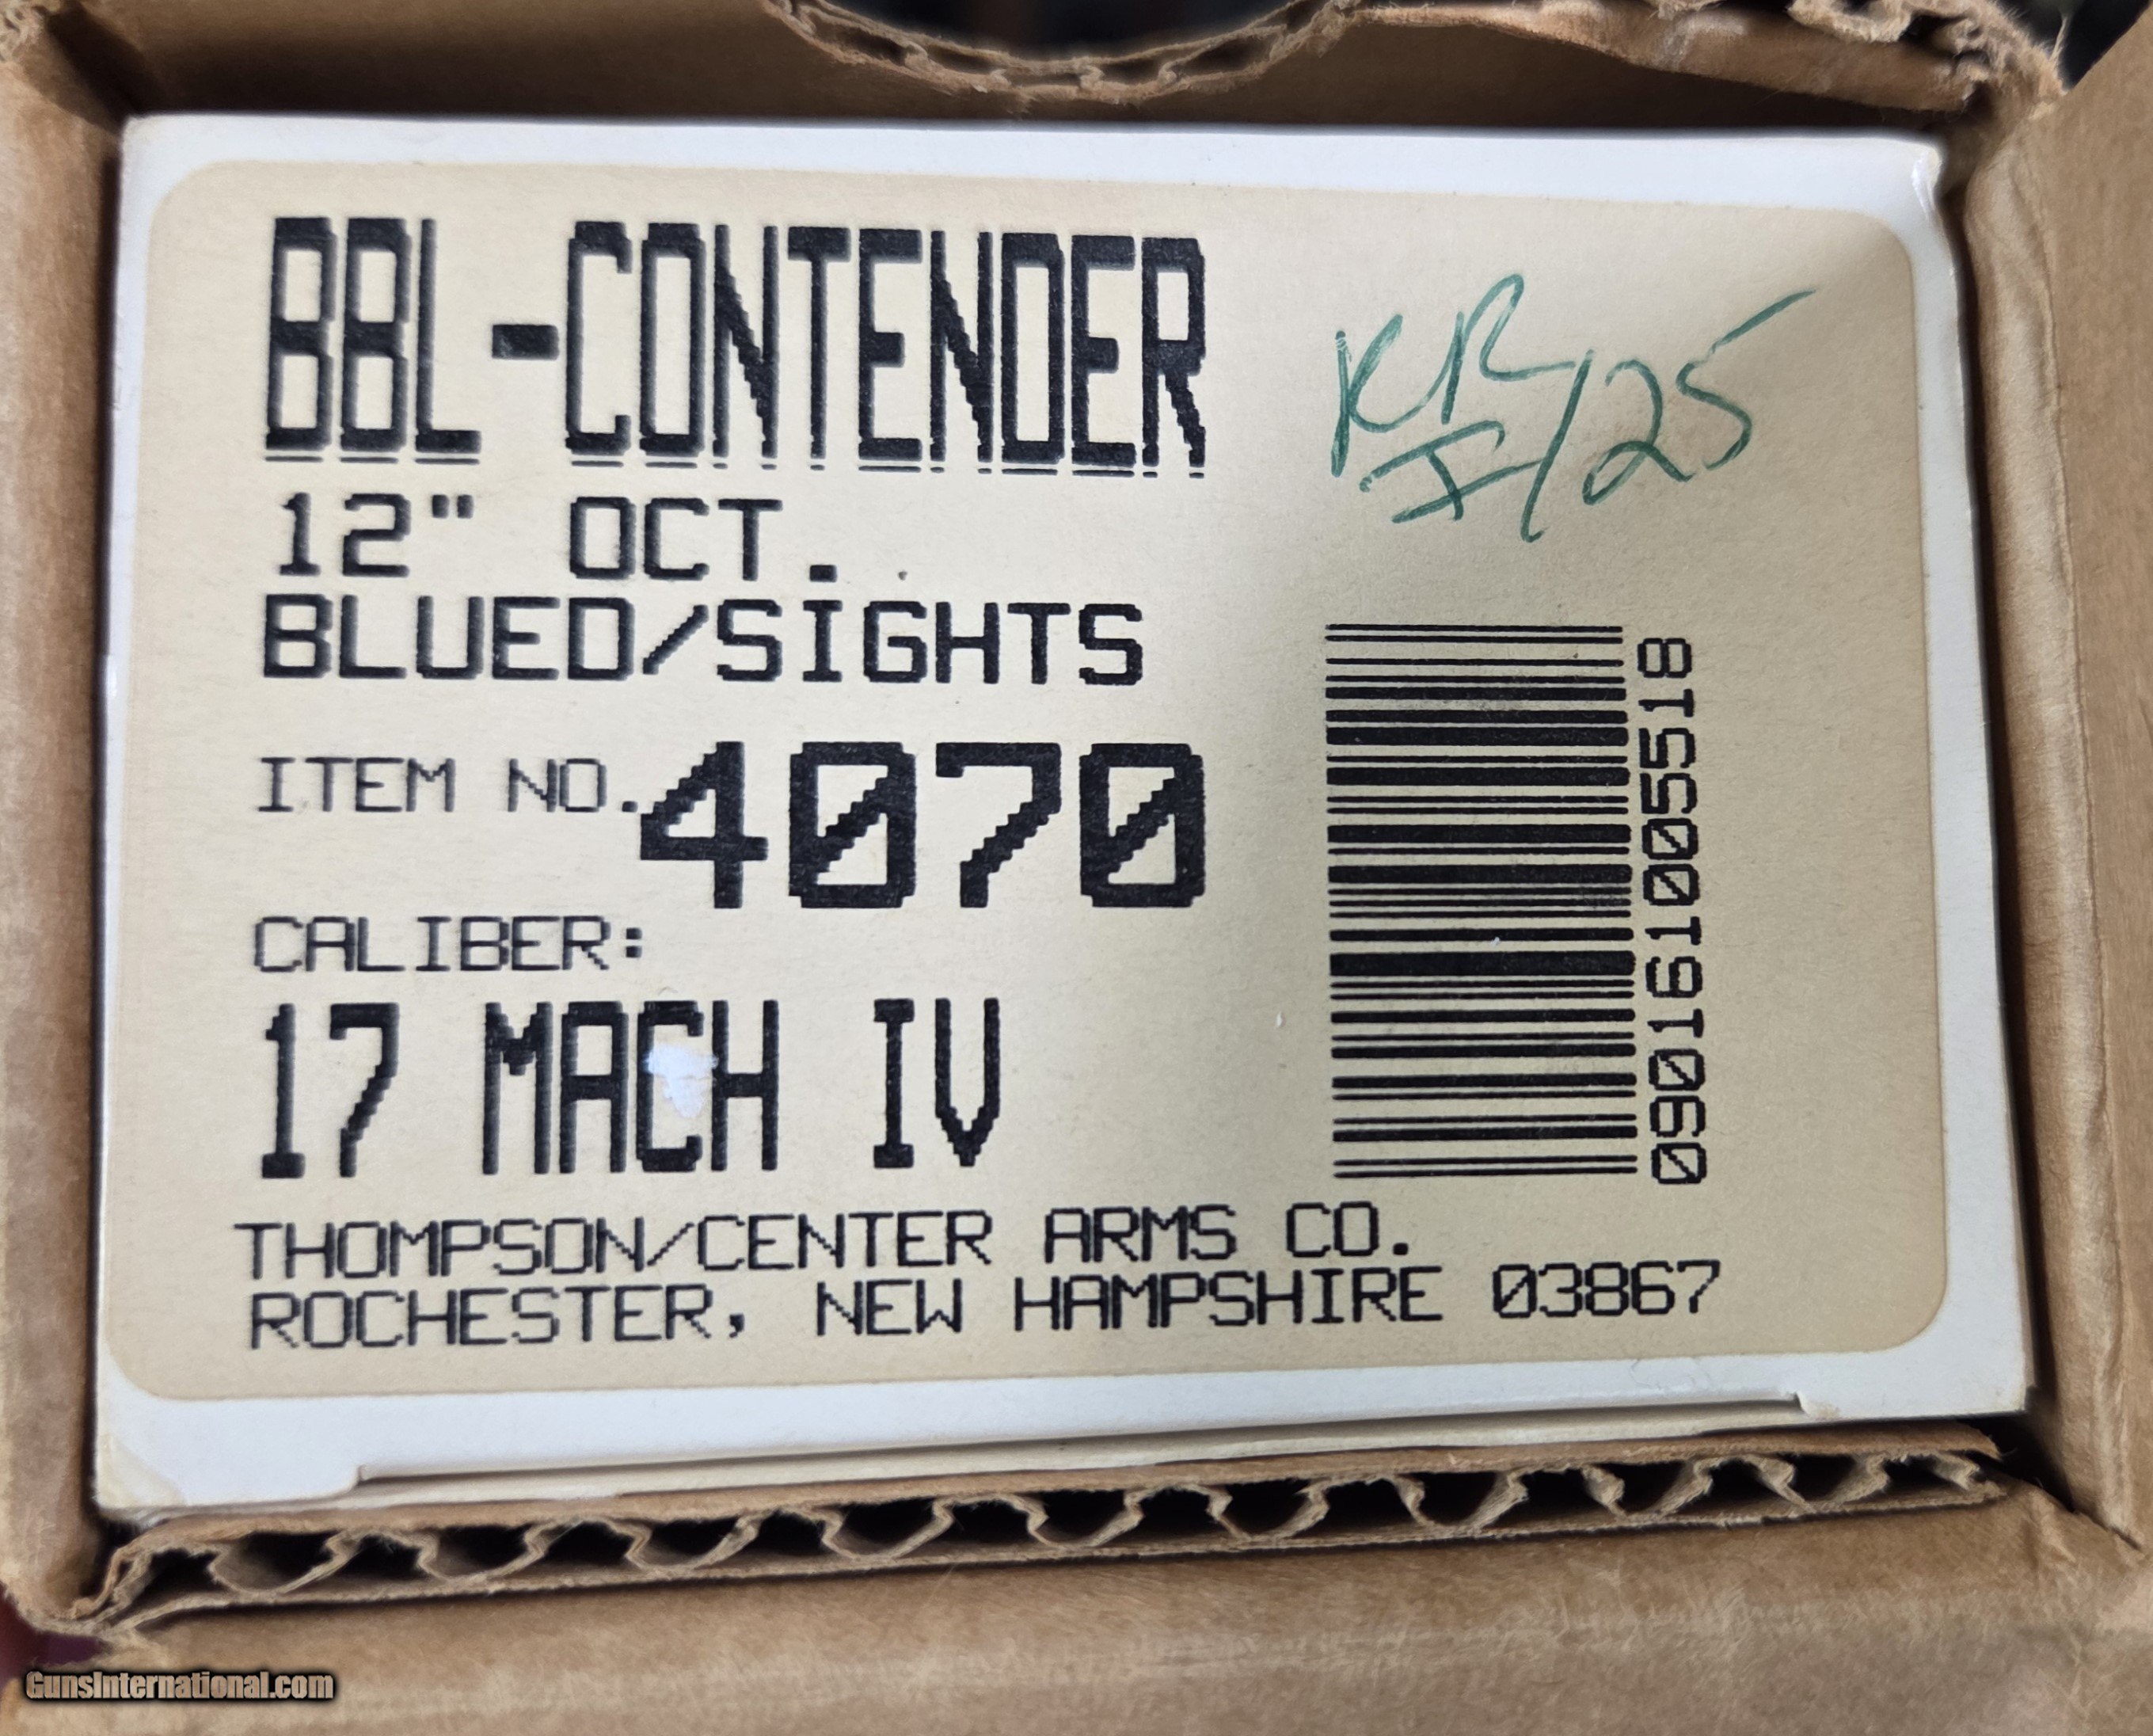 BBL-CONTENDER
12" OCT.
BLUED/SIGHTS
ITEM NO. 4070
CALIBER:
17 MACH IV
THOMPSON/CENTER ARMS CO.
ROCHESTER, NEW HAMPSHIRE 03867
090161005518
GunsInternational.com